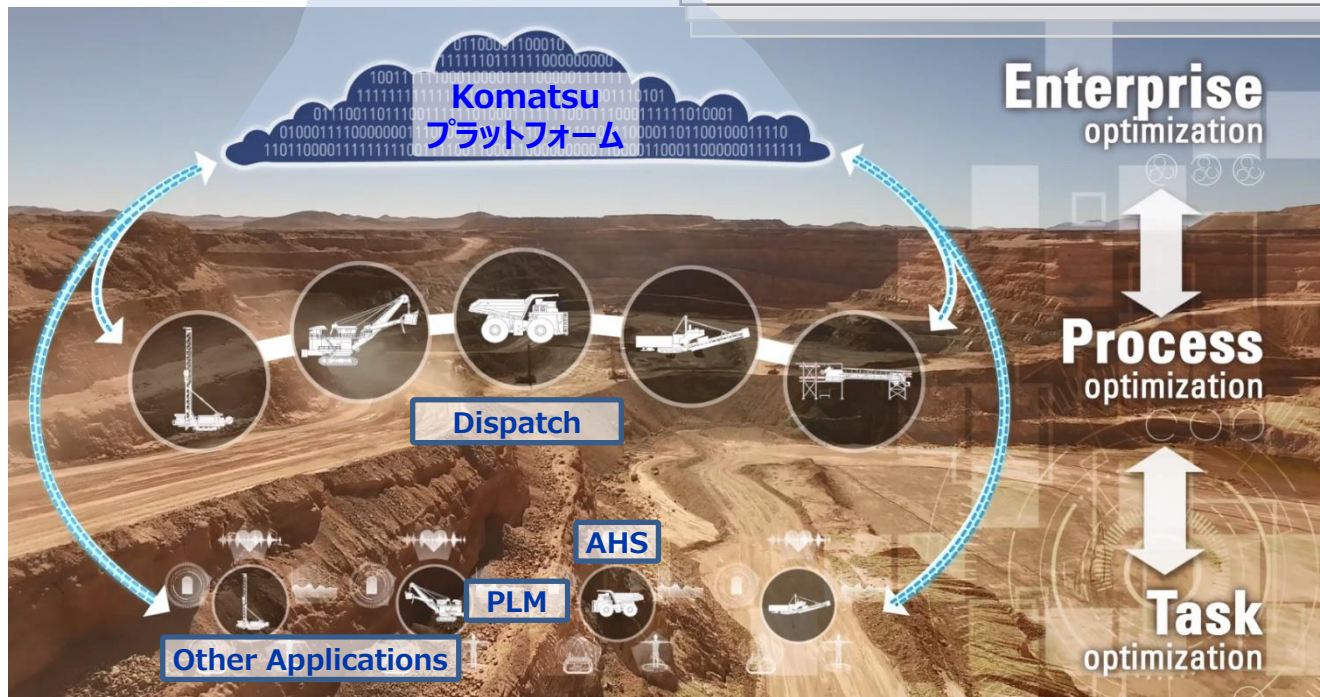 Komatsu
プラットフォーム
Enterprise
optimization
Process
optimization
Dispatch
AHS
PLM
Task
optimization
Other Applications